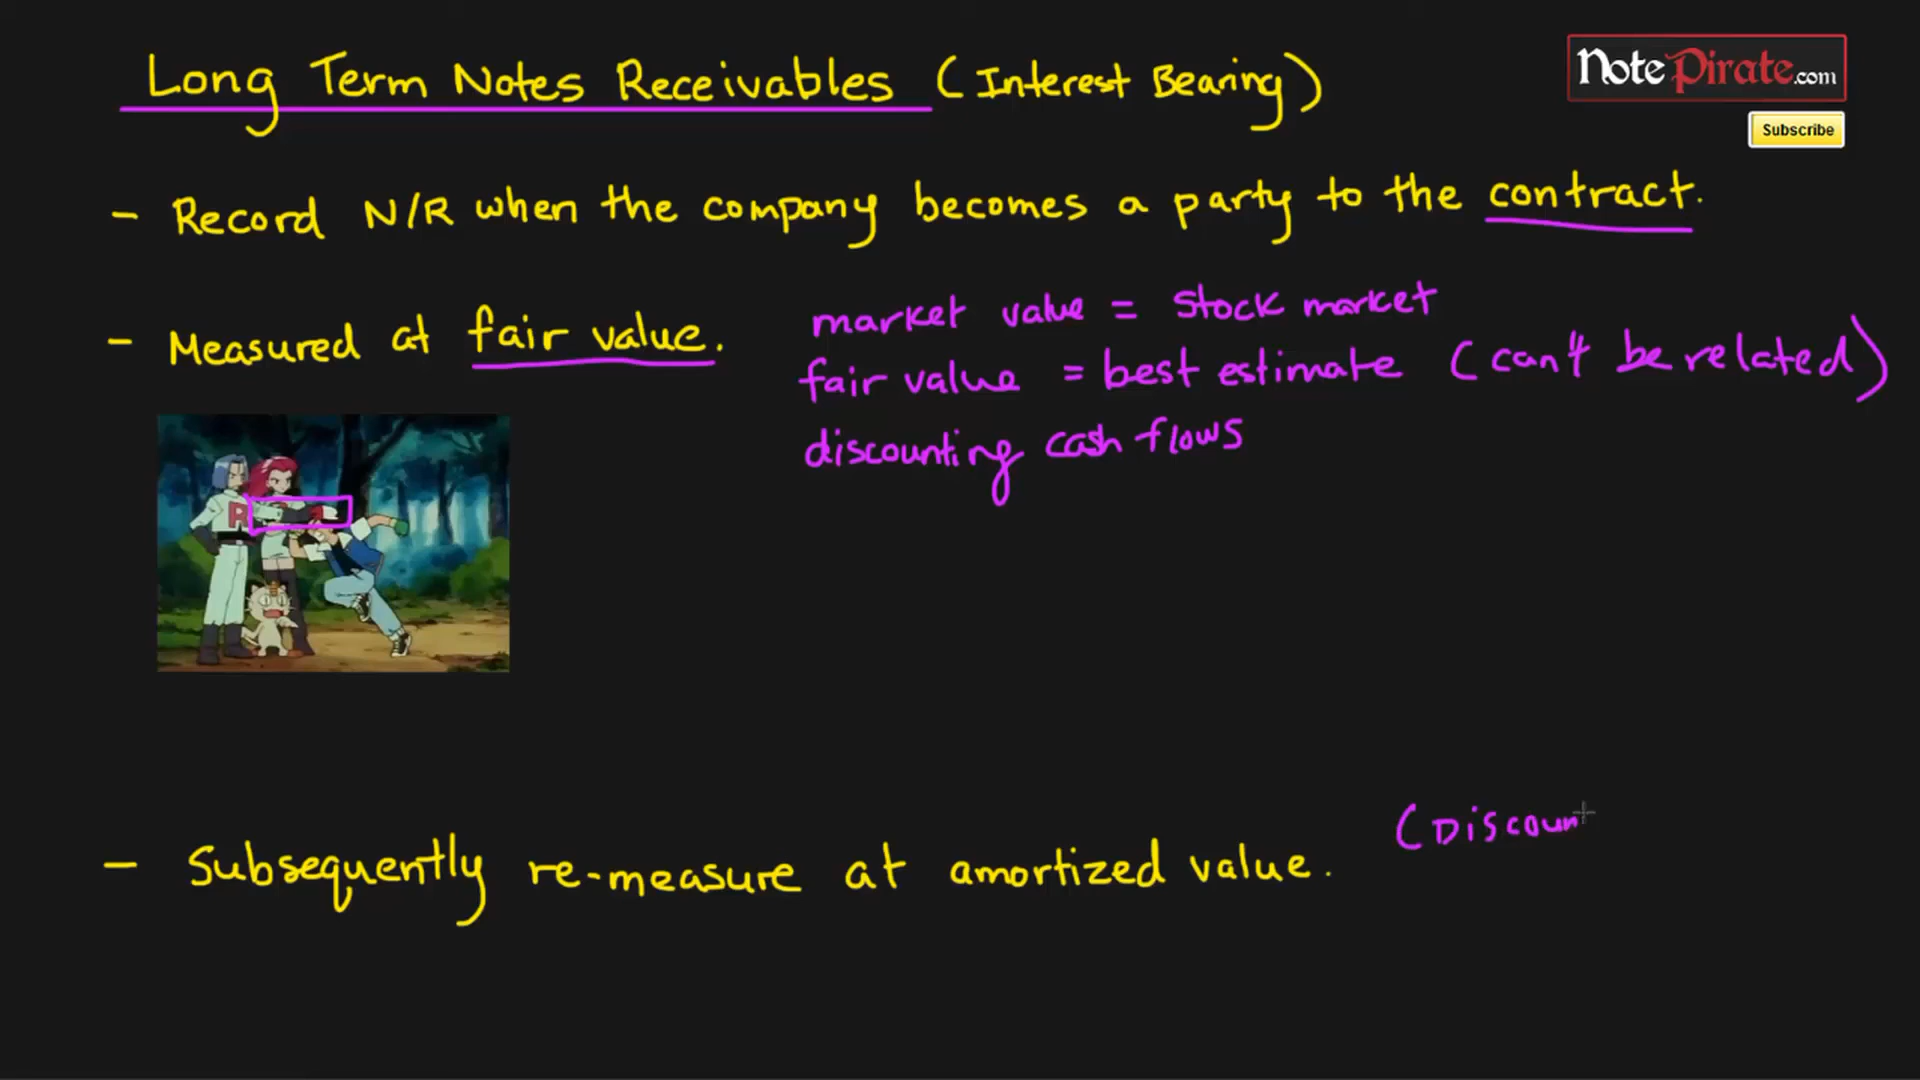 Long Term Notes Receivables (Interest Bearing)
NotePirate.com
Subscribe
- Record N/R when the company becomes a party to the contract.
- Measured at fair value.
market value = stock market
fair value = best estimate (can't be related)
discounting cash flows
R
- Subsequently re-measure at amortized value.
(Discount